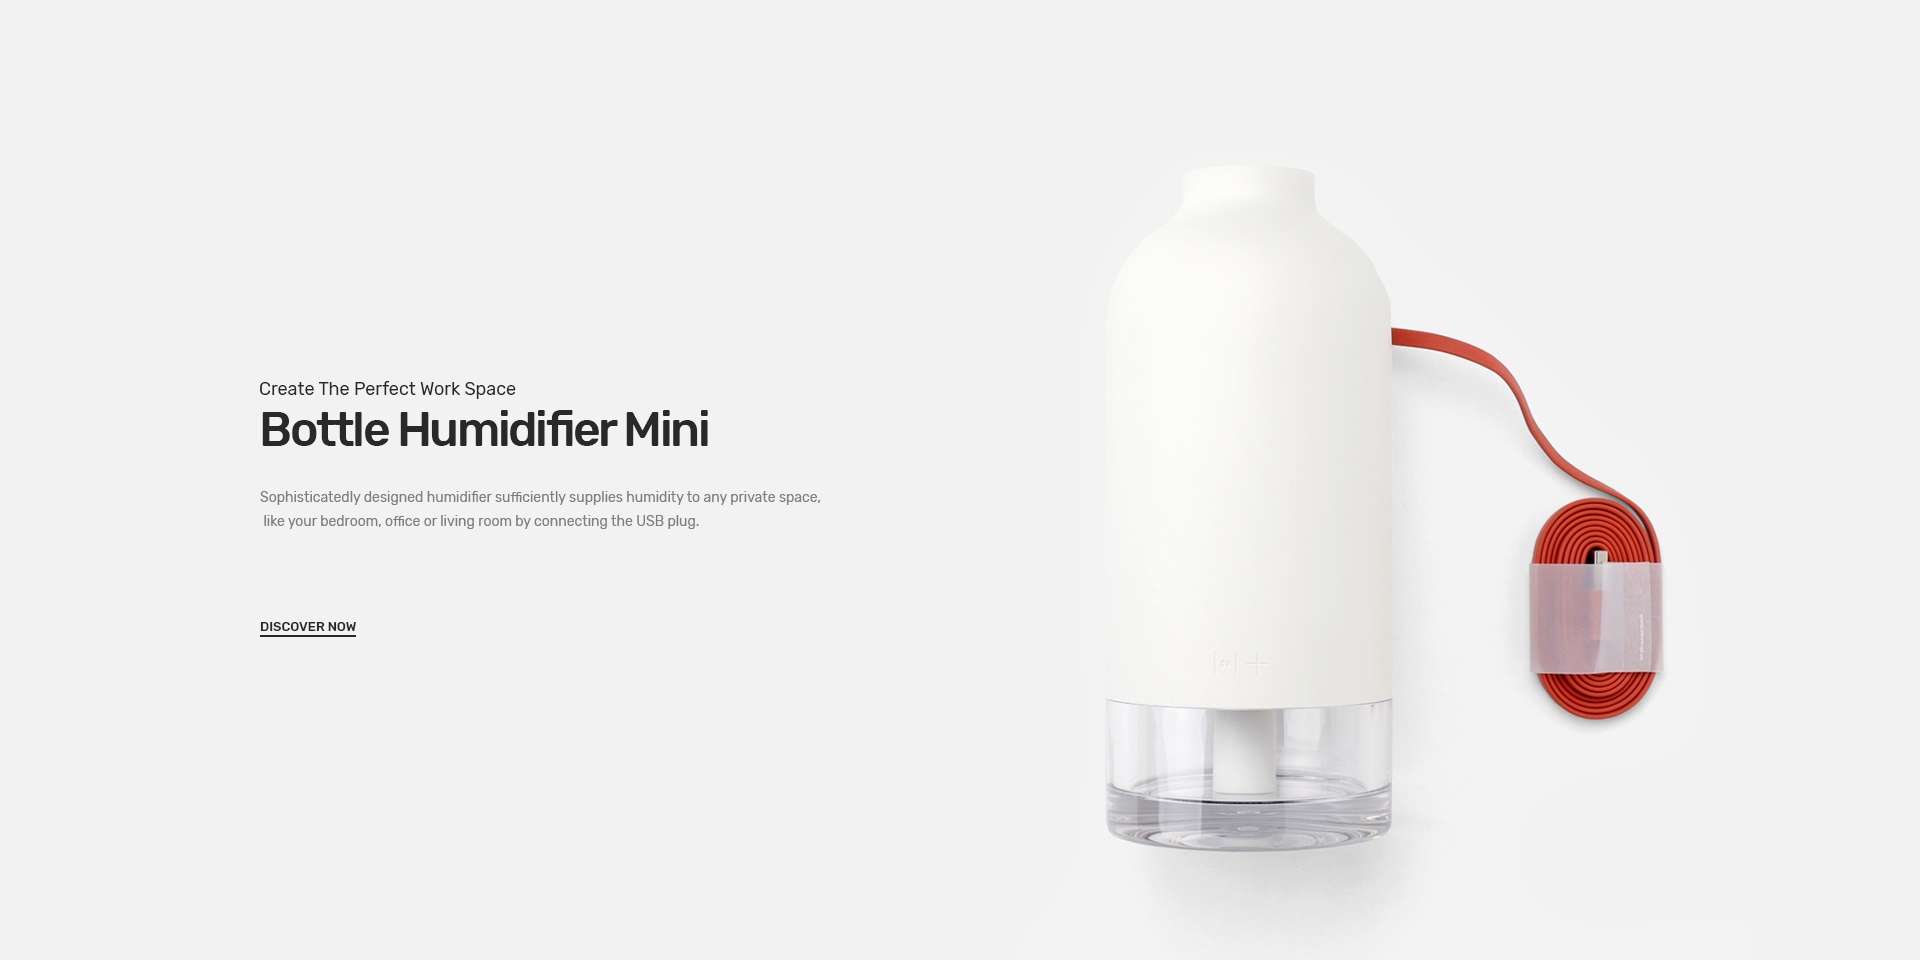 Create The Perfect Work Space
Bottle Humidifier Mini
Sophisticatedly designed humidifier sufficiently supplies humidity to any private space,
like your bedroom, office or living room by connecting the USB plug.
DISCOVER NOW